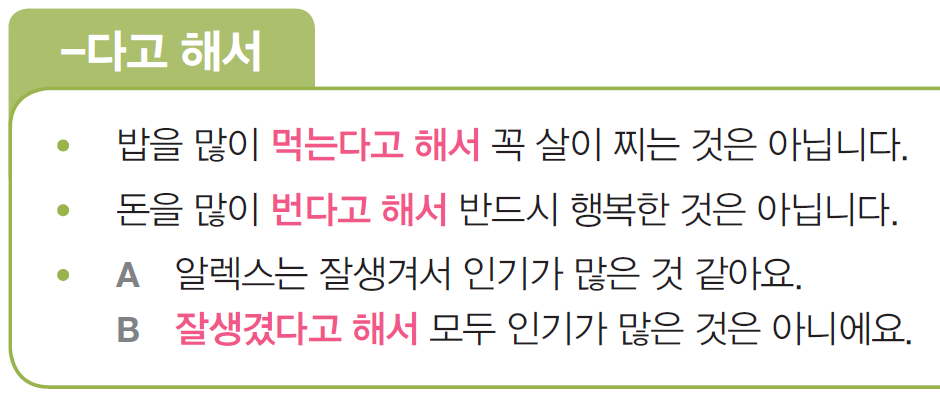 –다고 해서
• 밥을 많이 먹는다고 해서 꼭 살이 찌는 것은 아닙니다.
• 돈을 많이 번다고 해서 반드시 행복한 것은 아닙니다.
• A 알렉스는 잘생겨서 인기가 많은 것 같아요.
B 잘생겼다고 해서 모두 인기가 많은 것은 아니에요.